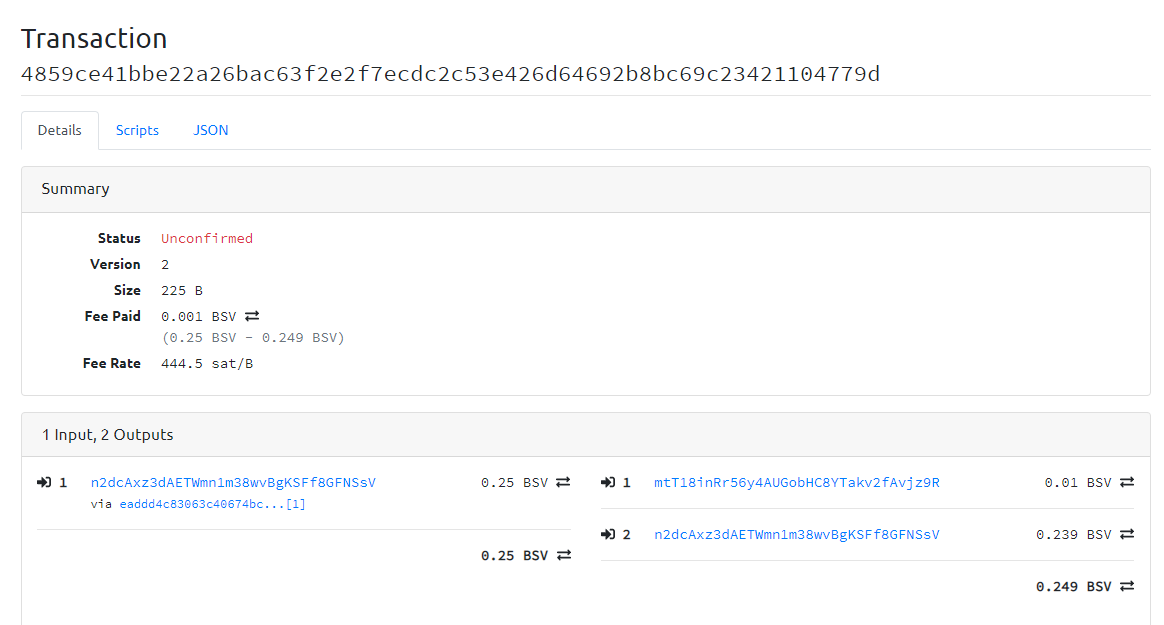 Transaction
4859ce41bbe22a26bac63f2e2f7ecdc2c53e426d64692b8bc69c23421104779d
Details Scripts JSON
Summary
Status Unconfirmed
Version 2
Size 225 B
Fee Paid 0.001 BSV
(0.25 BSV - 0.249 BSV)
Fee Rate 444.5 sat/B
1 Input, 2 Outputs
1 n2dcAxz3dAETWmn1m38wvBgKSFf8GFNSsV 0.25 BSV
via eaddd4c83063c40674bc...[1]
0.25 BSV
1 mtT18inRr56y4AUGobHC8YTakv2fAvjz9R 0.01 BSV
2 n2dcAxz3dAETWmn1m38wvBgKSFf8GFNSsV 0.239 BSV
0.249 BSV